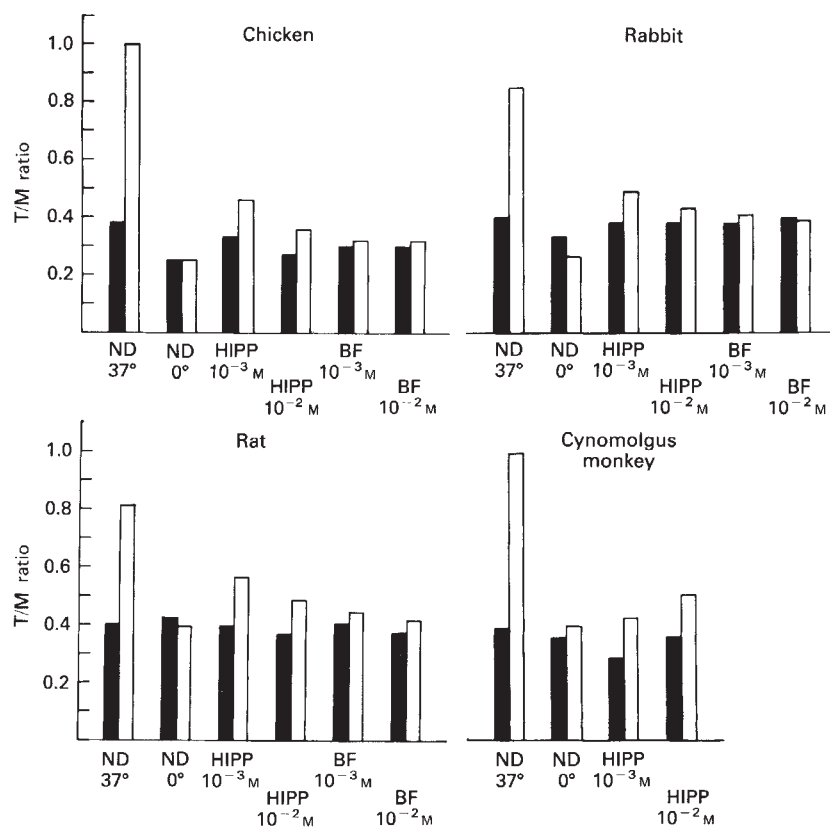 Chicken
Rabbit
T/M ratio
1.0
0.8
0.6
0.4
0.2
ND ND HIPP BF
37° 0° 10⁻³ M 10⁻³ M
HIPP BF
10⁻² M 10⁻² M
ND ND HIPP BF
37° 0° 10⁻³ M 10⁻³ M
HIPP BF
10⁻² M 10⁻² M
Rat
Cynomolgus
monkey
T/M ratio
1.0
0.8
0.6
0.4
0.2
ND ND HIPP BF
37° 0° 10⁻³ M 10⁻³ M
HIPP BF
10⁻² M 10⁻² M
ND ND HIPP
37° 0° 10⁻³ M
HIPP
10⁻² M